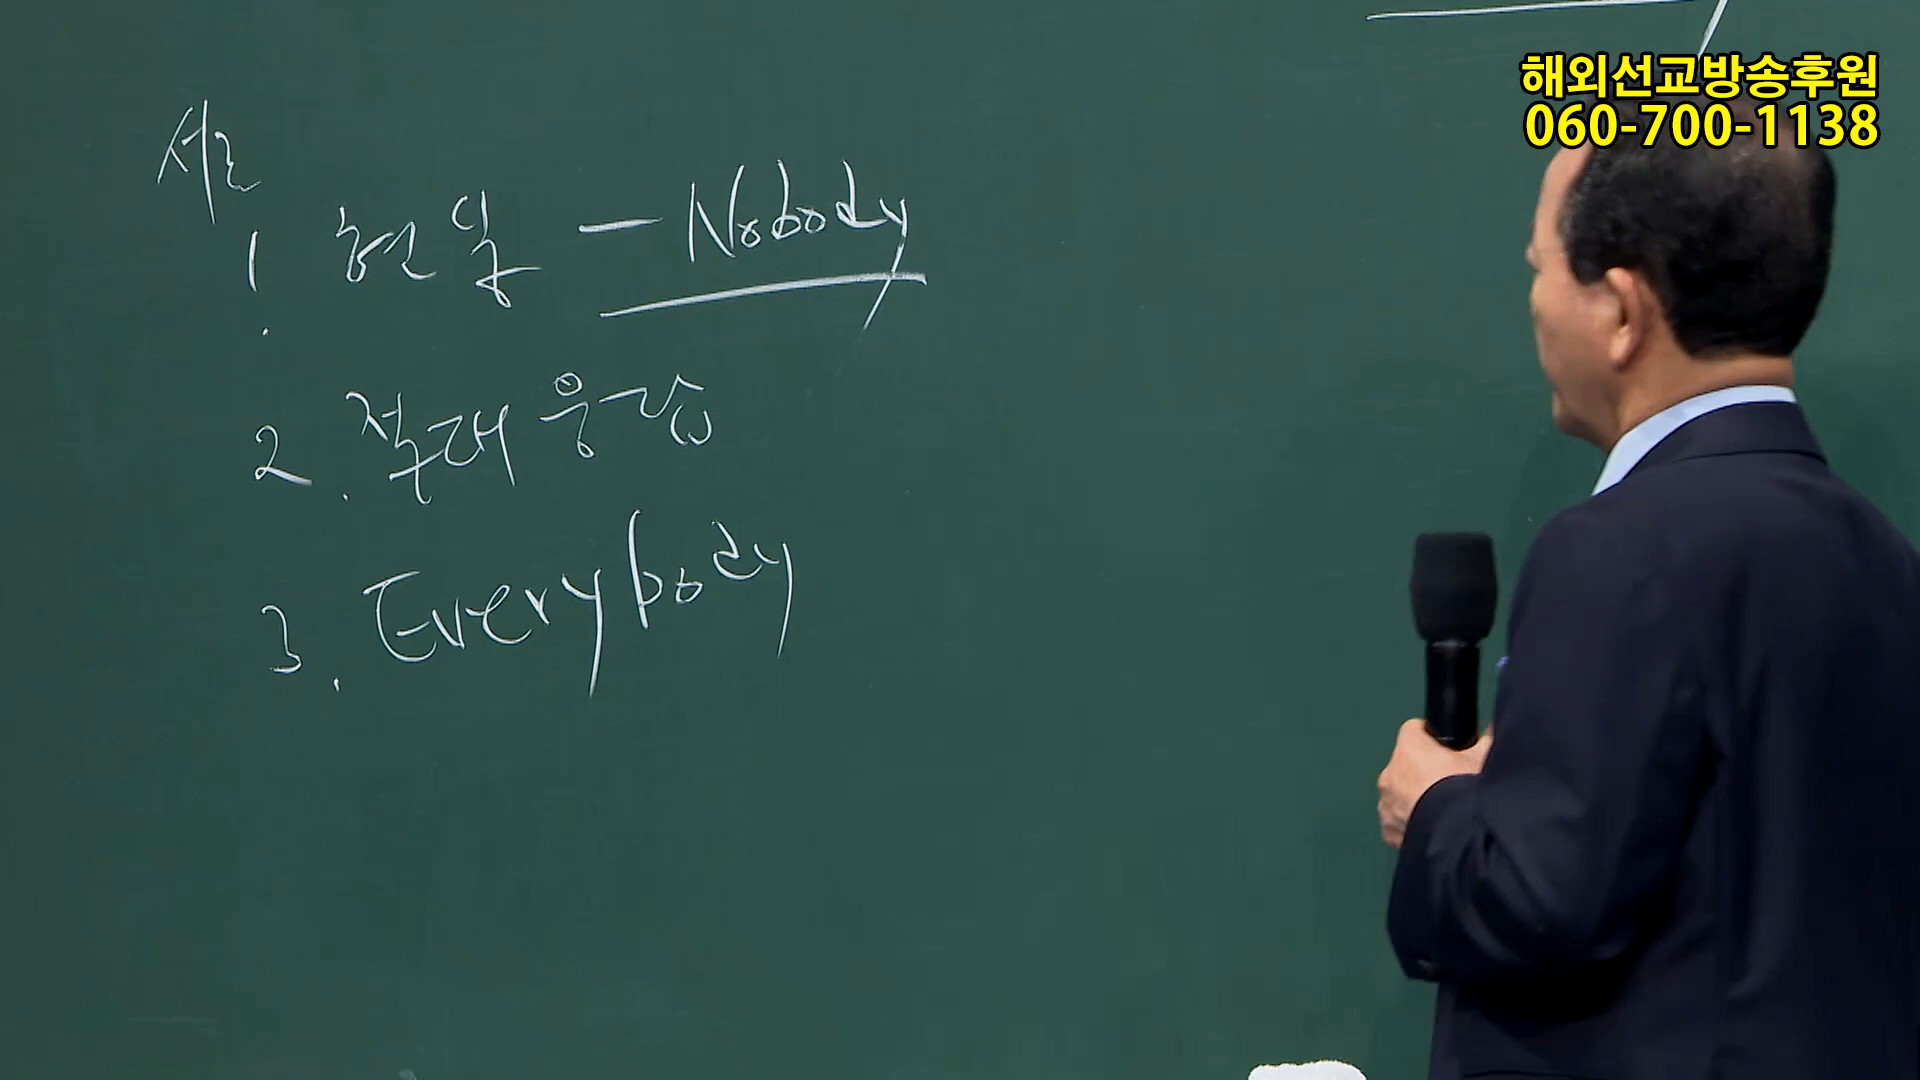 해외선교방송후원
060-700-1138
서론
1. 현일 — Nobody
2. 절대응답
3. Everybody